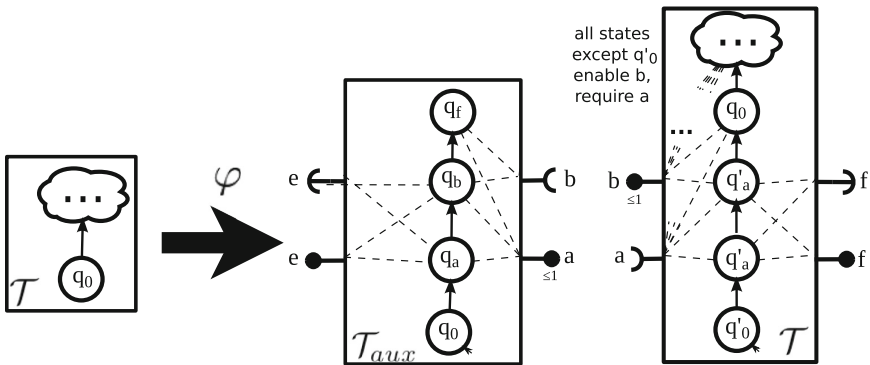 ...
q0
𝒯
φ
e
e
qf
qb
qa
q0
𝒯aux
b
a
≤1
all states
except q'0
enable b,
require a
...
...
q0
q'a
q'a
q'0
b
≤1
a
f
f
𝒯